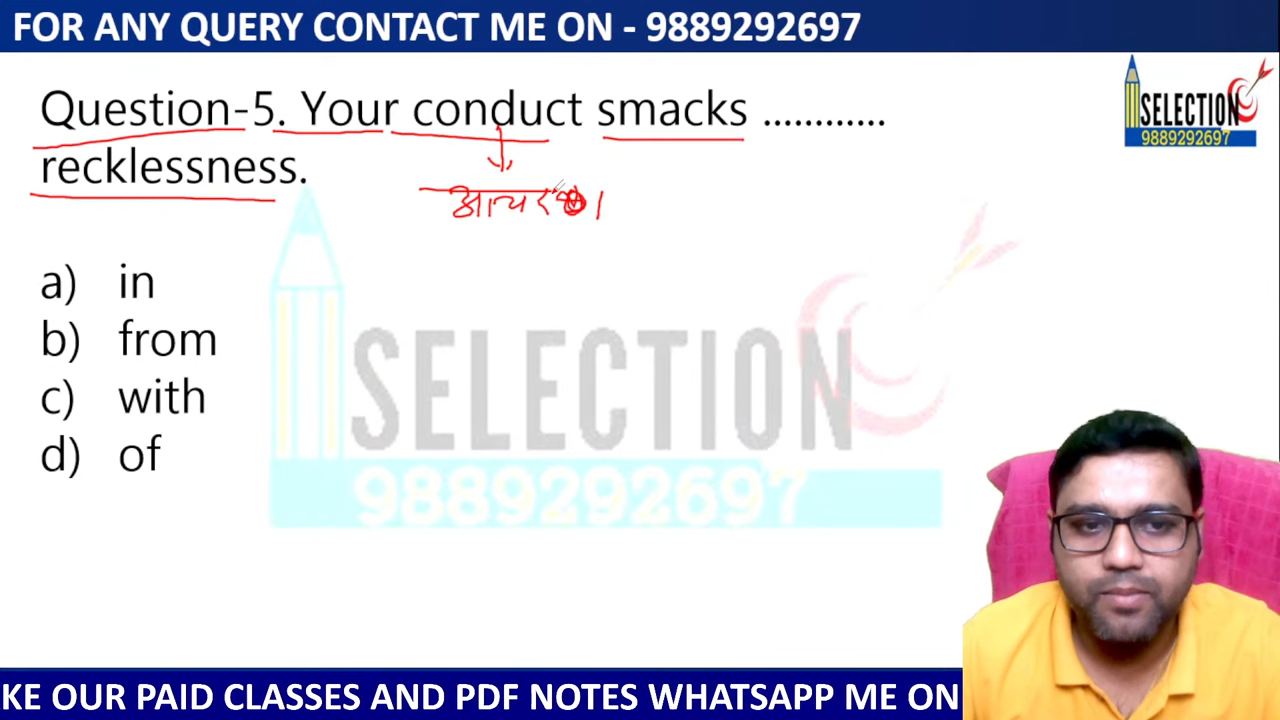 FOR ANY QUERY CONTACT ME ON - 9889292697
SELECTION
9889292697
Question-5. Your conduct smacks ............
recklessness.
a) in
b) from
c) with
d) of
SELECTION
9889292697
KE OUR PAID CLASSES AND PDF NOTES WHATSAPP ME ON